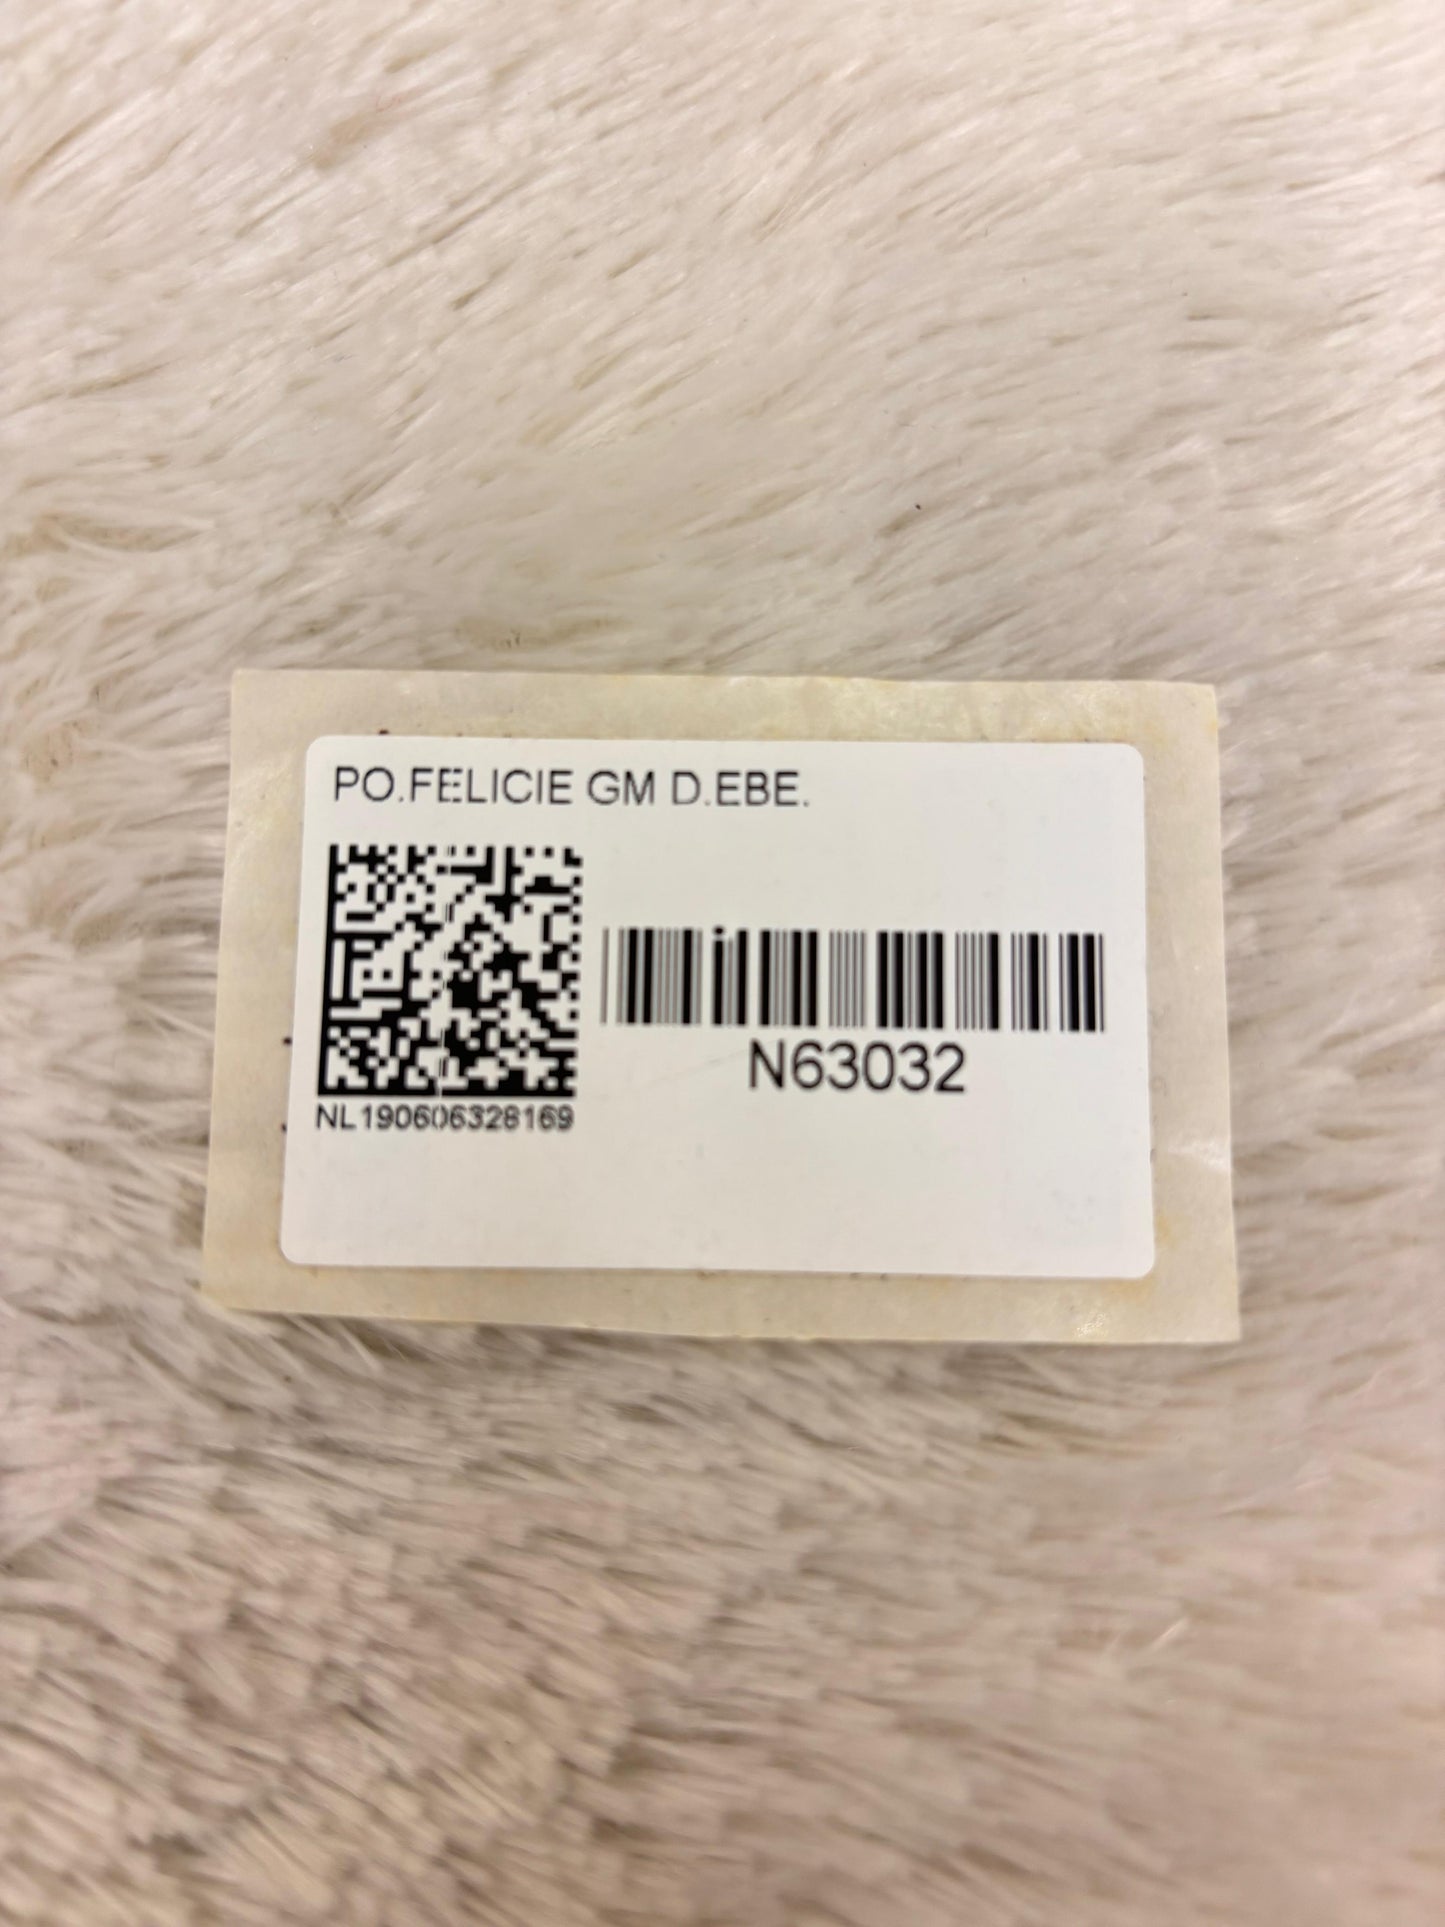 PO.FELICIE GM D.EBE.
N63032
NL190606328169